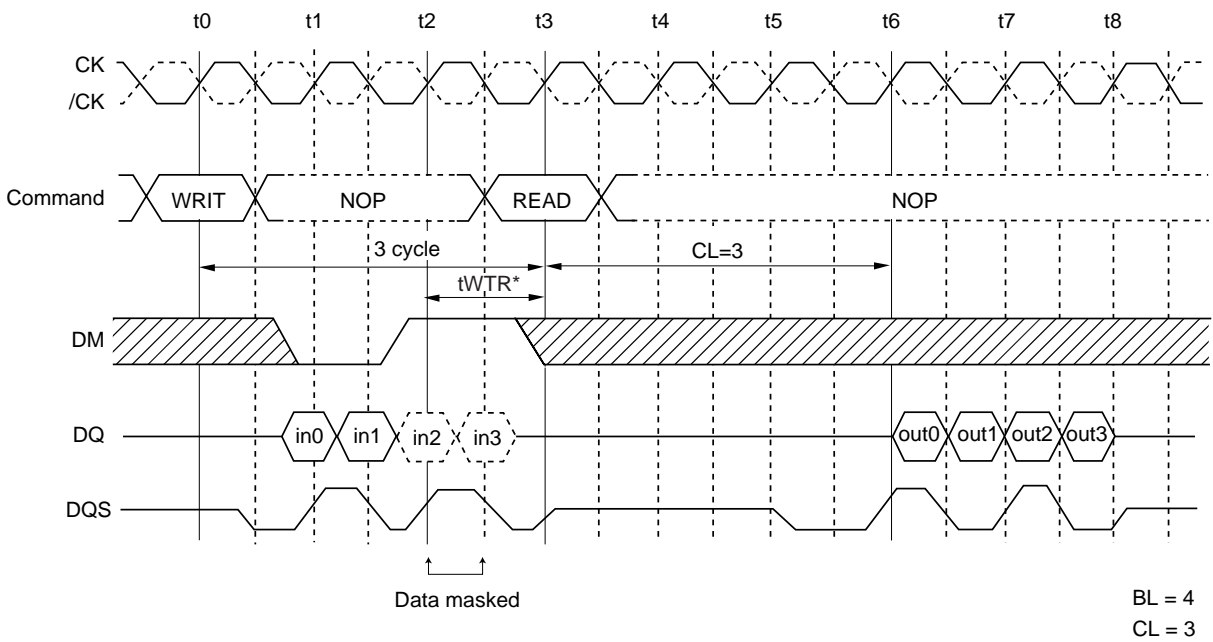 t0 t1 t2 t3 t4 t5 t6 t7 t8
CK
/CK
Command WRIT NOP READ NOP
3 cycle CL=3
tWTR*
DM
DQ in0 in1 in2 in3 out0 out1 out2 out3
DQS
Data masked
BL = 4
CL = 3